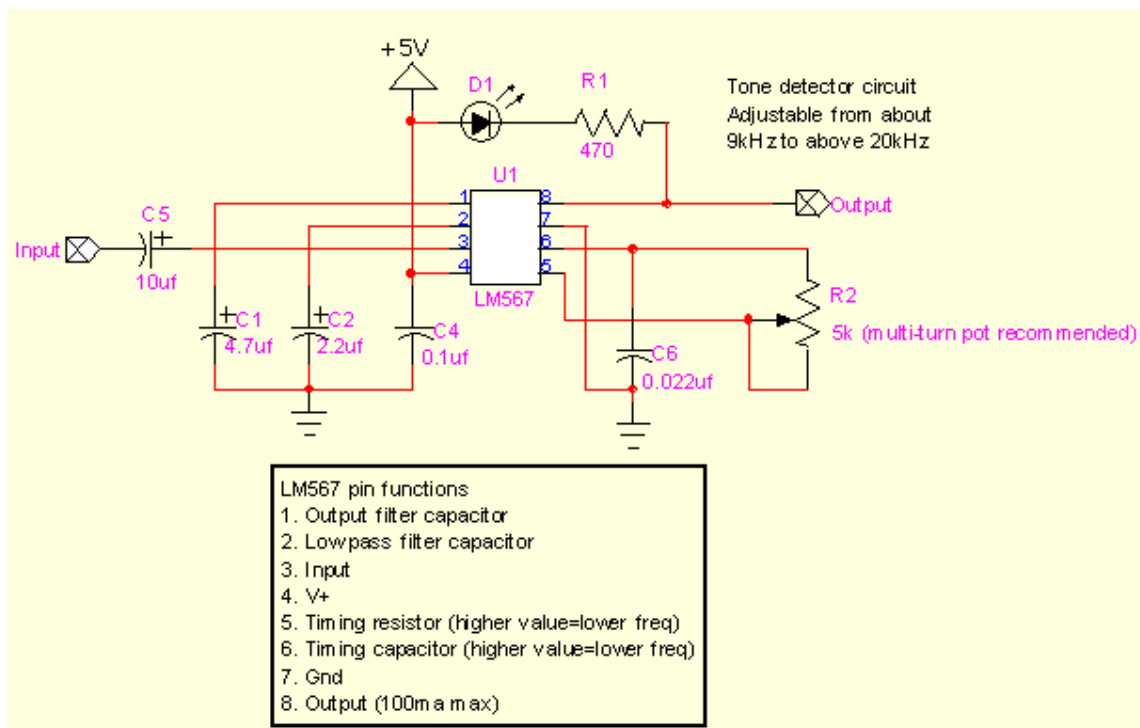 +5V
D1
R1
470
Tone detector circuit
Adjustable from about
9kHz to above 20kHz
U1
1
2
3
4
8
7
6
5
LM567
Output
C5
Input
10uf
C1
4.7uf
C2
2.2uf
C4
0.1uf
C6
0.022uf
R2
5k (multi-turn pot recommended)
LM567 pin functions
1. Output filter capacitor
2. Lowpass filter capacitor
3. Input
4. V+
5. Timing resistor (higher value=lower freq)
6. Timing capacitor (higher value=lower freq)
7. Gnd
8. Output (100ma max)